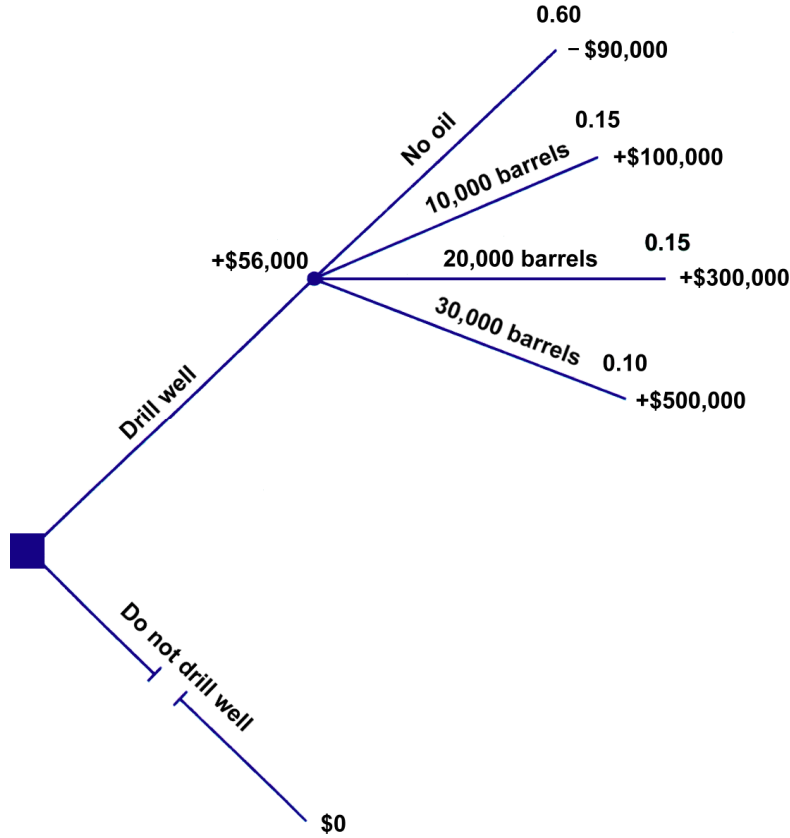 0.60
– $90,000
No oil
0.15
10,000 barrels
+$100,000
0.15
+$56,000
20,000 barrels
+$300,000
30,000 barrels
0.10
+$500,000
Drill well
Do not drill well
$0